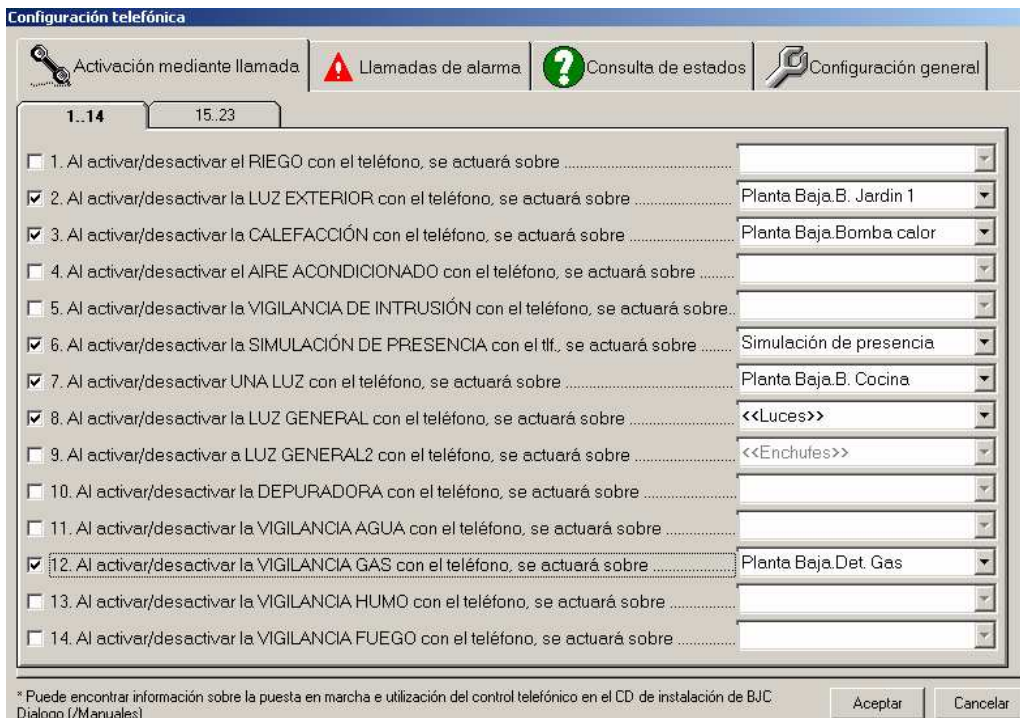 Configuración telefónica
Activación mediante llamada
Llamadas de alarma
Consulta de estados
Configuración general
1..14
15..23
1. Al activar/desactivar el RIEGO con el teléfono, se actuará sobre
2. Al activar/desactivar la LUZ EXTERIOR con el teléfono, se actuará sobre Planta Baja.B. Jardin 1
3. Al activar/desactivar la CALEFACCIÓN con el teléfono, se actuará sobre Planta Baja.Bomba calor
4. Al activar/desactivar el AIRE ACONDICIONADO con el teléfono, se actuará sobre
5. Al activar/desactivar la VIGILANCIA DE INTRUSIÓN con el teléfono, se actuará sobre..
6. Al activar/desactivar la SIMULACIÓN DE PRESENCIA con el tlf., se actuará sobre Simulación de presencia
7. Al activar/desactivar UNA LUZ con el teléfono, se actuará sobre Planta Baja.B. Cocina
8. Al activar/desactivar la LUZ GENERAL con el teléfono, se actuará sobre <<Luces>>
9. Al activar/desactivar a LUZ GENERAL2 con el teléfono, se actuará sobre <<Enchufes>>
10. Al activar/desactivar la DEPURADORA con el teléfono, se actuará sobre
11. Al activar/desactivar la VIGILANCIA AGUA con el teléfono, se actuará sobre
12. Al activar/desactivar la VIGILANCIA GAS con el teléfono, se actuará sobre Planta Baja.Det. Gas
13. Al activar/desactivar la VIGILANCIA HUMO con el teléfono, se actuará sobre
14. Al activar/desactivar la VIGILANCIA FUEGO con el teléfono, se actuará sobre
* Puede encontrar información sobre la puesta en marcha e utilización del control telefónico en el CD de instalación de BJC
Dialogo (/Manuales)
Aceptar
Cancelar